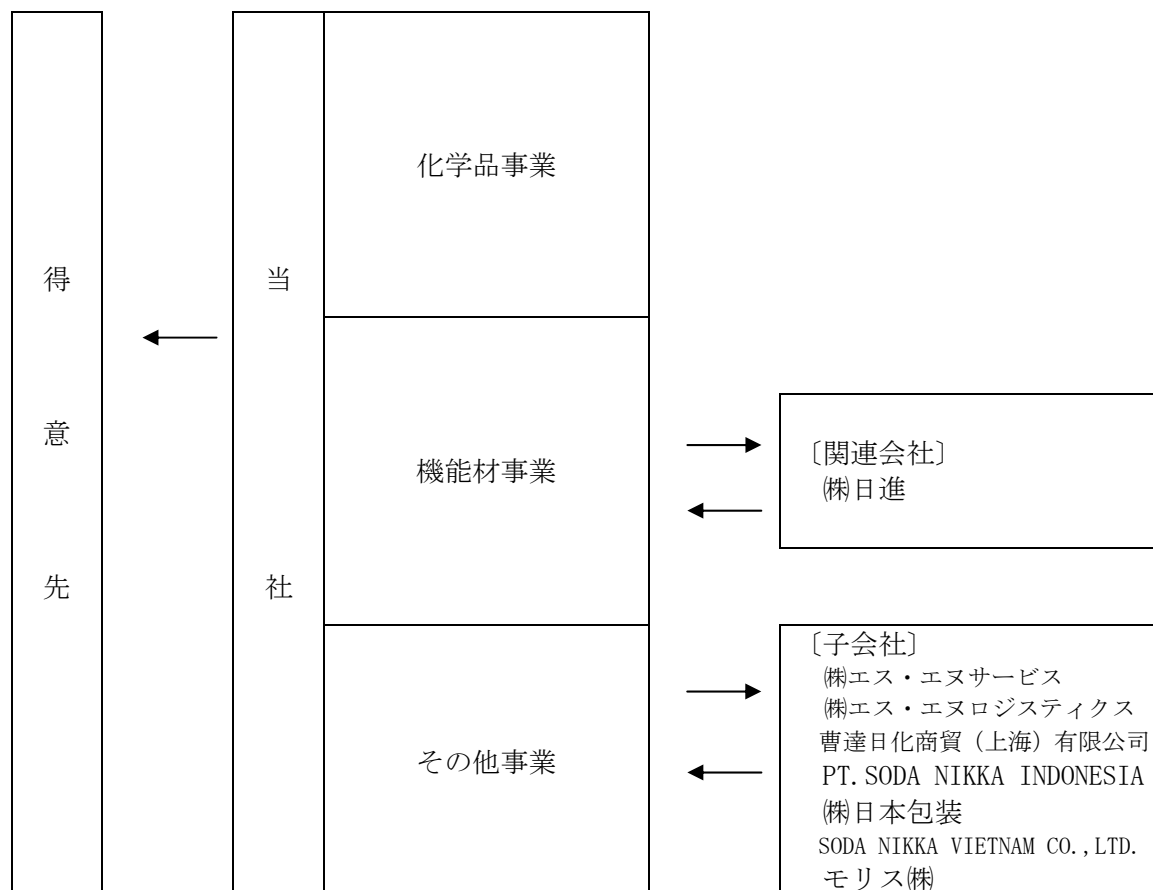 得意先
当社
化学品事業
機能材事業
その他事業
〔関連会社〕
㈱日進
〔子会社〕
㈱エス・エヌサービス
㈱エス・エヌロジスティクス
曹達日化商貿（上海）有限公司
PT.SODA NIKKA INDONESIA
㈱日本包装
SODA NIKKA VIETNAM CO.,LTD.
モリス㈱